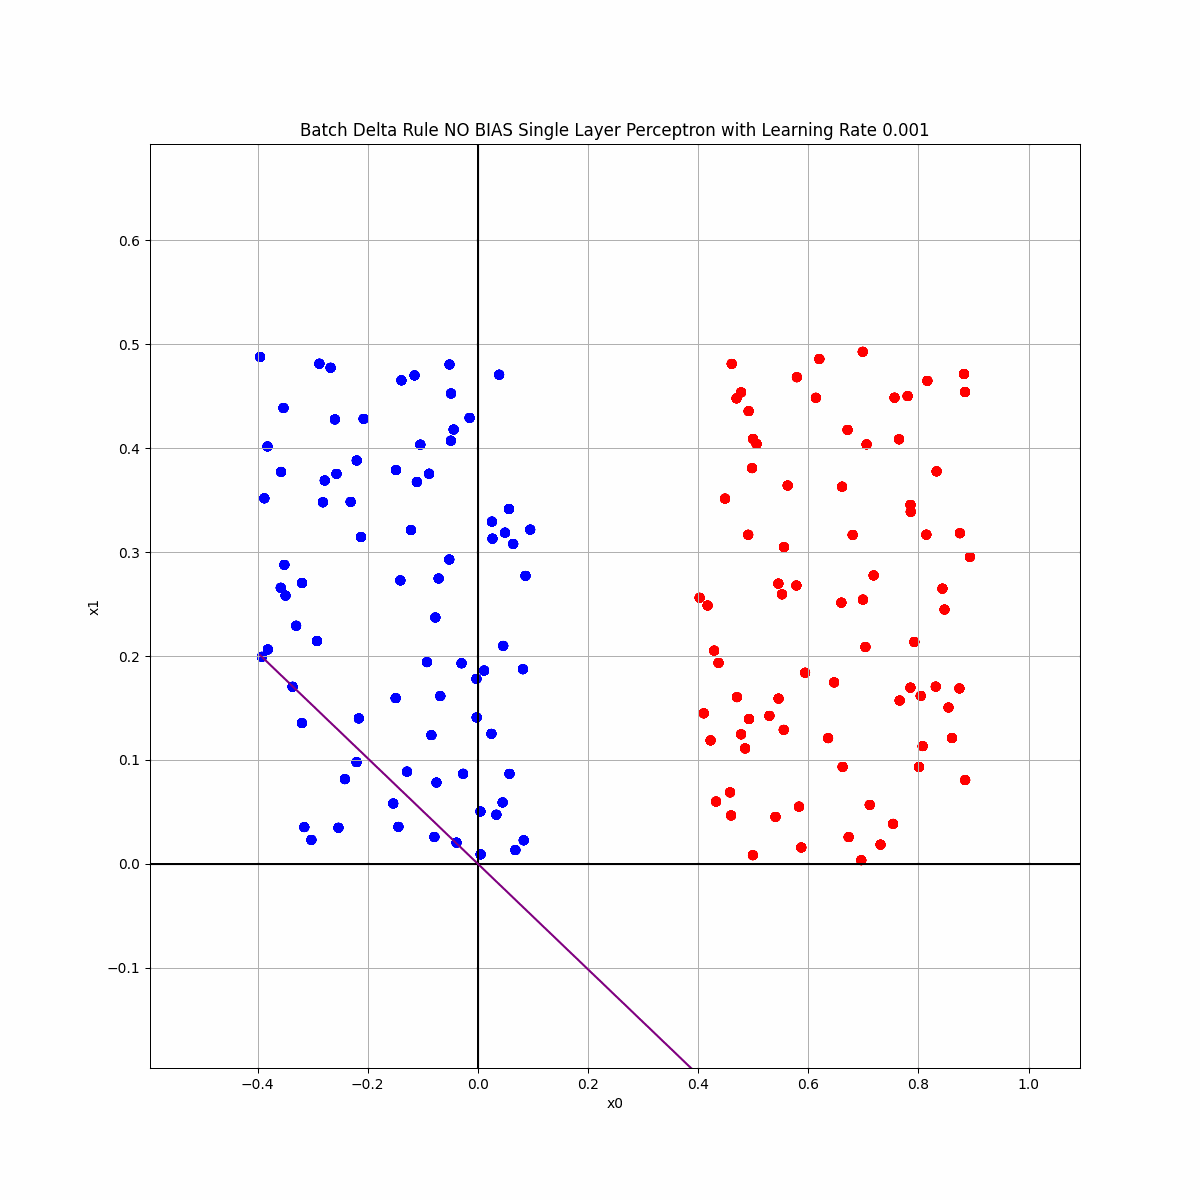 Batch Delta Rule NO BIAS Single Layer Perceptron with Learning Rate 0.001
0.6
0.5
0.4
0.3
0.2
0.1
0.0
−0.1
x1
−0.4 −0.2 0.0 0.2 0.4 0.6 0.8 1.0
x0